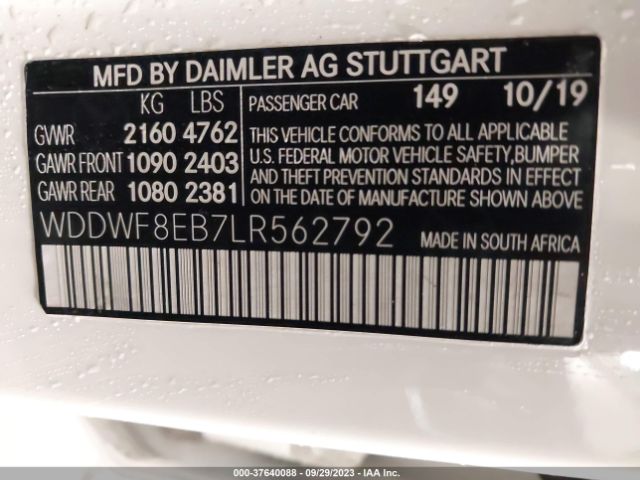 MFD BY DAIMLER AG STUTTGART
KG LBS
GVWR 2160 4762
GAWR FRONT 1090 2403
GAWR REAR 1080 2381
PASSENGER CAR 149 10/19
THIS VEHICLE CONFORMS TO ALL APPLICABLE
U.S. FEDERAL MOTOR VEHICLE SAFETY, BUMPER
AND THEFT PREVENTION STANDARDS IN EFFECT
ON THE DATE OF MANUFACTURE SHOWN ABOVE
WDDWF8EB7LR562792 MADE IN SOUTH AFRICA
000-37640088 - 09/29/2023 - IAA Inc.